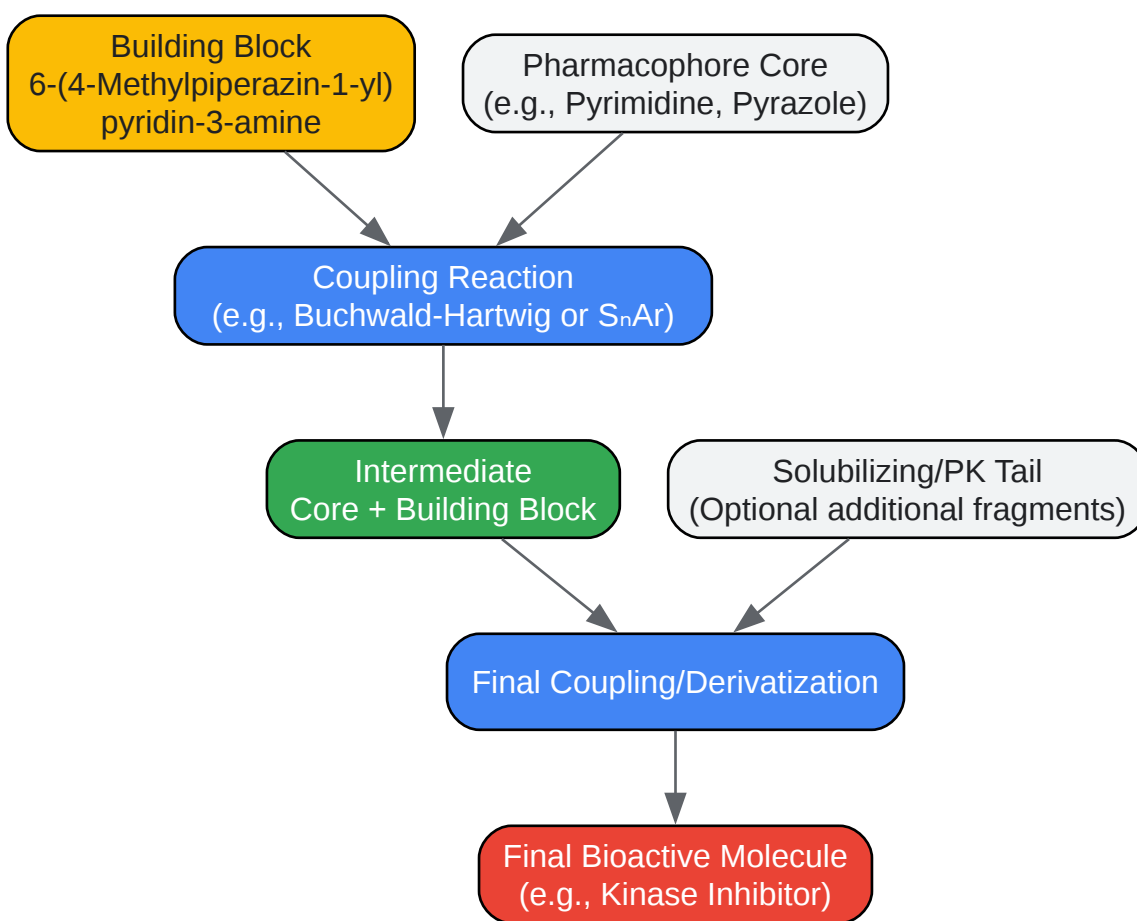 Building Block
6-(4-Methylpiperazin-1-yl)
pyridin-3-amine
Pharmacophore Core
(e.g., Pyrimidine, Pyrazole)
Coupling Reaction
(e.g., Buchwald-Hartwig or SₙAr)
Intermediate
Core + Building Block
Solubilizing/PK Tail
(Optional additional fragments)
Final Coupling/Derivatization
Final Bioactive Molecule
(e.g., Kinase Inhibitor)